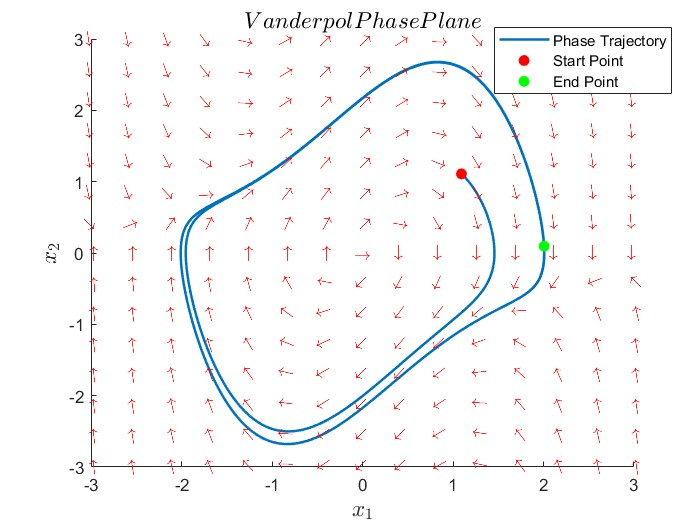 VanderpolPhasePlane
Phase Trajectory
Start Point
End Point
3
2
1
0
-1
-2
-3
x₂
-3
-2
-1
0
1
2
3
x₁